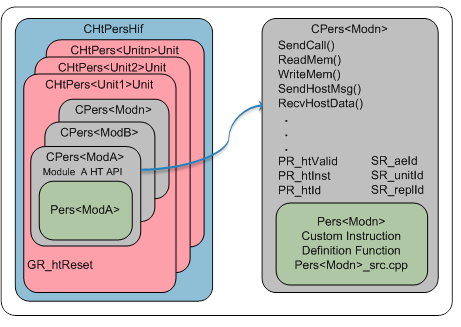 CHtPersHif
CHtPers<Unitn>Unit
CHtPers<Unit2>Unit
CHtPers<Unit1>Unit
CPers<Modn>
CPers<ModB>
CPers<ModA>
Module A HT API
Pers<ModA>
GR_htReset
CPers<Modn>
SendCall()
ReadMem()
WriteMem()
SendHostMsg()
RecvHostData()
.
.
.
PR_htValid SR_aeId
PR_htInst SR_unitId
PR_htId SR_replId
Pers<Modn>
Custom Instruction
Definition Function
Pers<Modn>_src.cpp